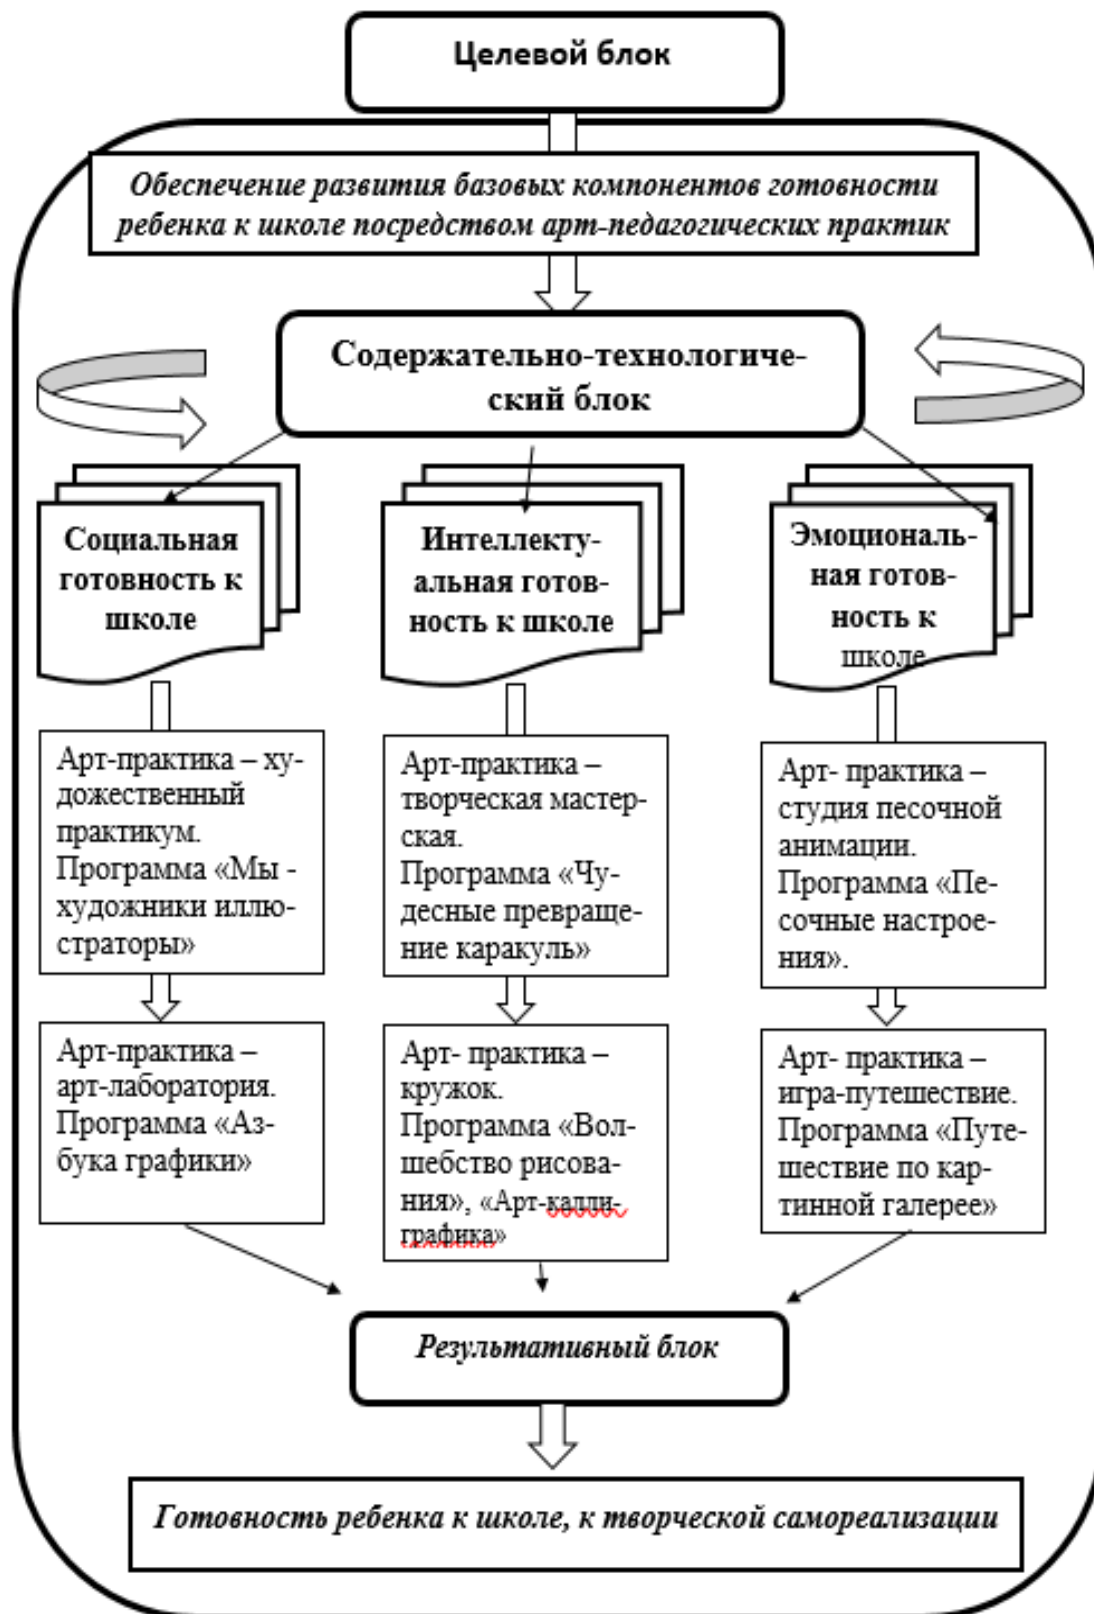 Целевой блок
Обеспечение развития базовых компонентов готовности
ребенка к школе посредством арт-педагогических практик
Содержательно-технологиче-
ский блок
Социальная
готовность к
школе
Интеллекту-
альная готов-
ность к школе
Эмоциональ-
ная готов-
ность к
школе
Арт-практика – ху-
дожественный
практикум.
Программа «Мы -
художники иллю-
страторы»
Арт-практика –
творческая мастер-
ская.
Программа «Чу-
десные превраще-
ние каракуль»
Арт- практика –
студия песочной
анимации.
Программа «Пе-
сочные настрое-
ния».
Арт-практика –
арт-лаборатория.
Программа «Аз-
бука графики»
Арт- практика –
кружок.
Программа «Вол-
шебство рисова-
ния», «Арт-калли-
графика»
Арт- практика –
игра-путешествие.
Программа «Путе-
шествие по кар-
тинной галерее»
Результативный блок
Готовность ребенка к школе, к творческой самореализации